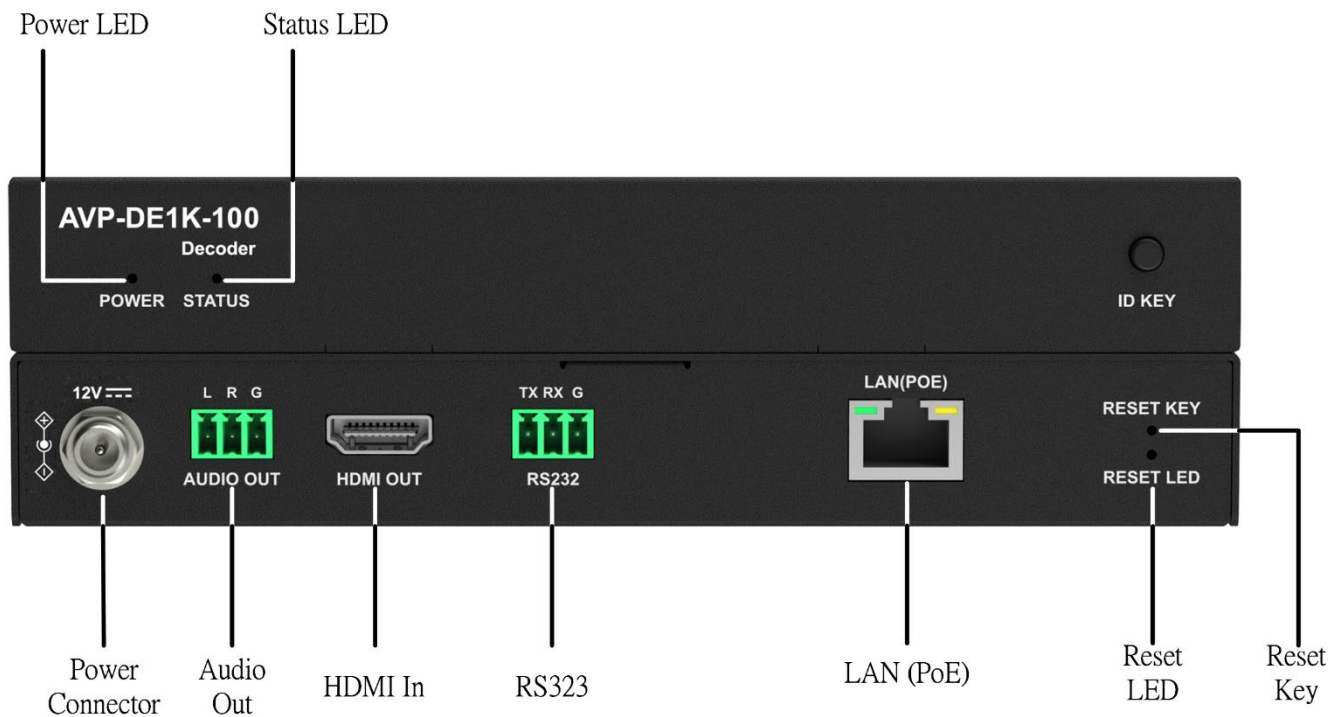 Power LED Status LED
AVP-DE1K-100
Decoder
POWER STATUS
ID KEY
12V
L R G
AUDIO OUT
HDMI OUT
TX RX G
RS232
LAN(POE)
RESET KEY
RESET LED
Power
Connector
Audio
Out
HDMI In
RS323
LAN (PoE)
Reset
LED
Reset
Key